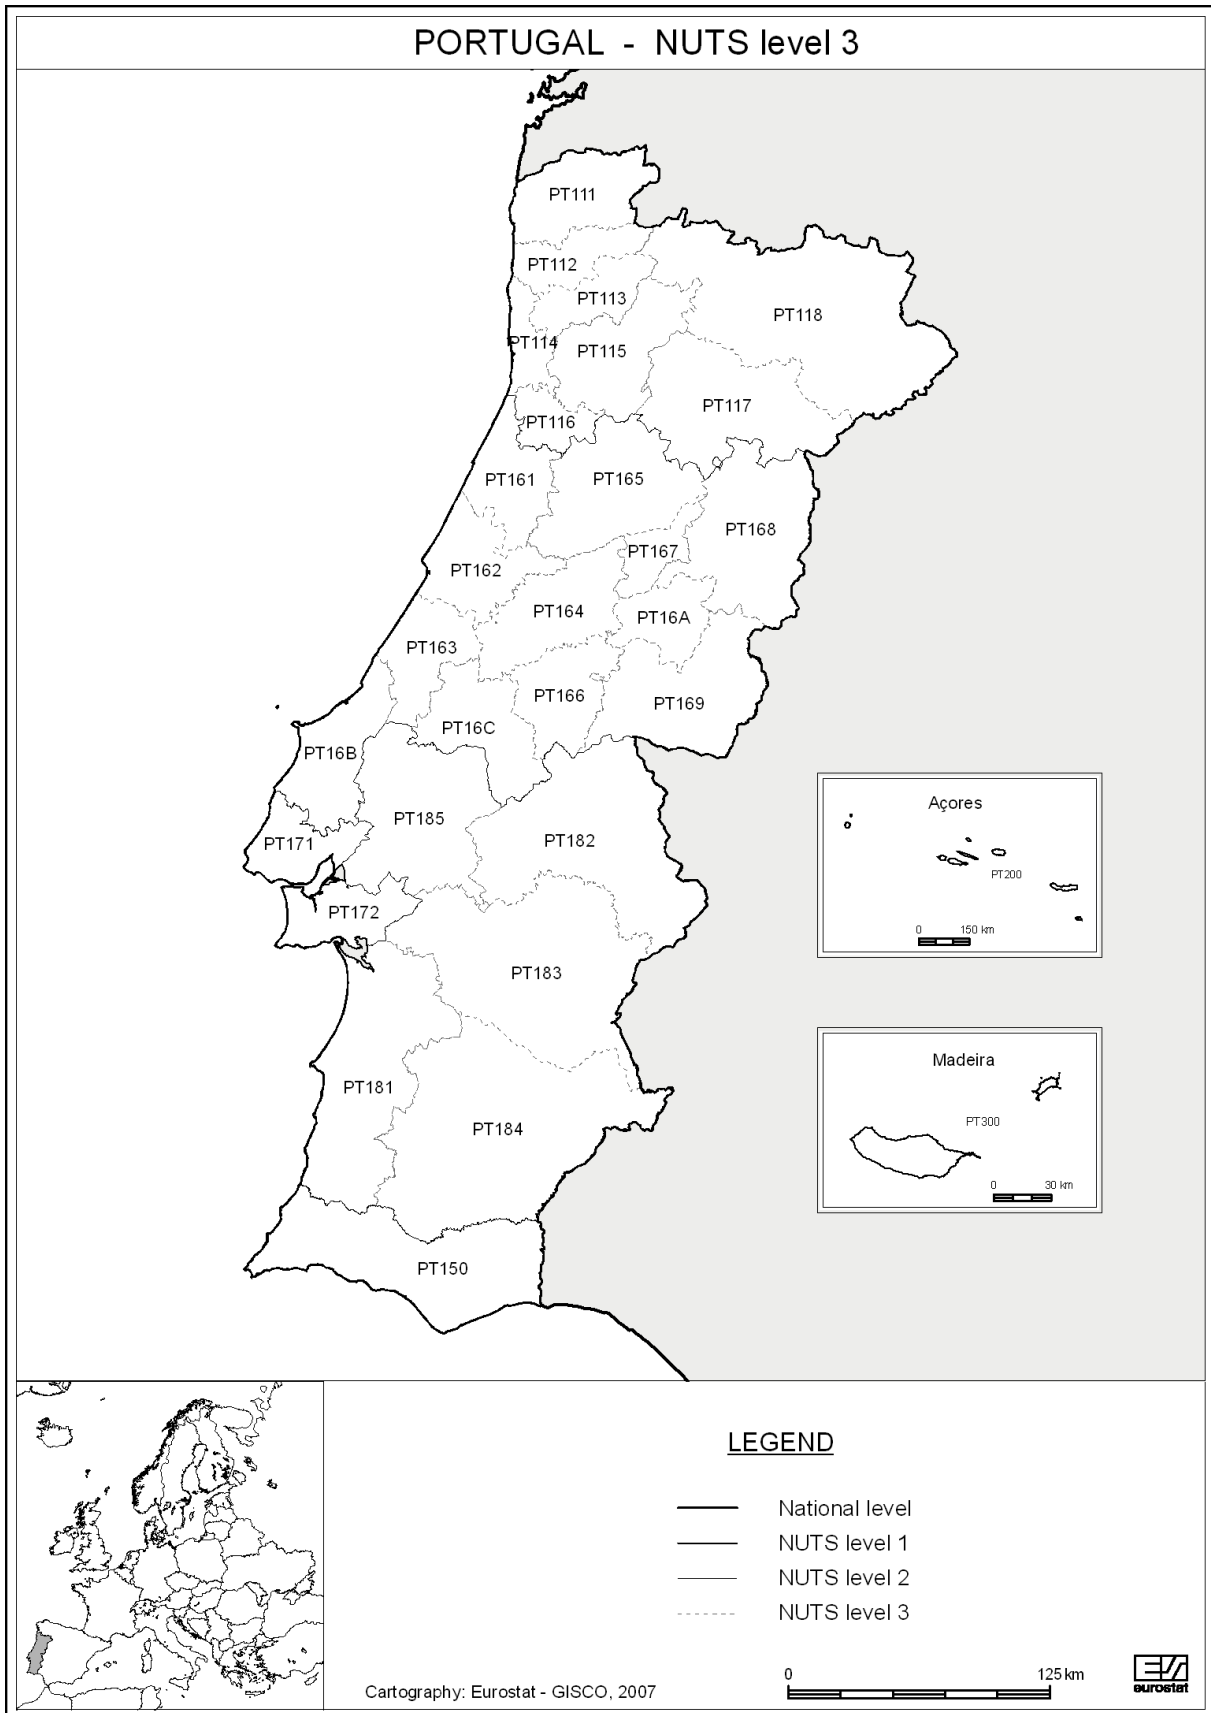 PORTUGAL - NUTS level 3
PT111
PT112
PT113
PT118
PT114
PT115
PT117
PT116
PT161
PT165
PT168
PT167
PT162
PT164
PT16A
PT163
PT166
PT169
PT16C
PT16B
PT185
PT182
PT171
PT172
PT183
PT181
PT184
PT150
Açores
PT200
0 150 km
Madeira
PT300
0 30 km
LEGEND
National level
NUTS level 1
NUTS level 2
NUTS level 3
0 125 km
Cartography: Eurostat - GISCO, 2007
eurostat